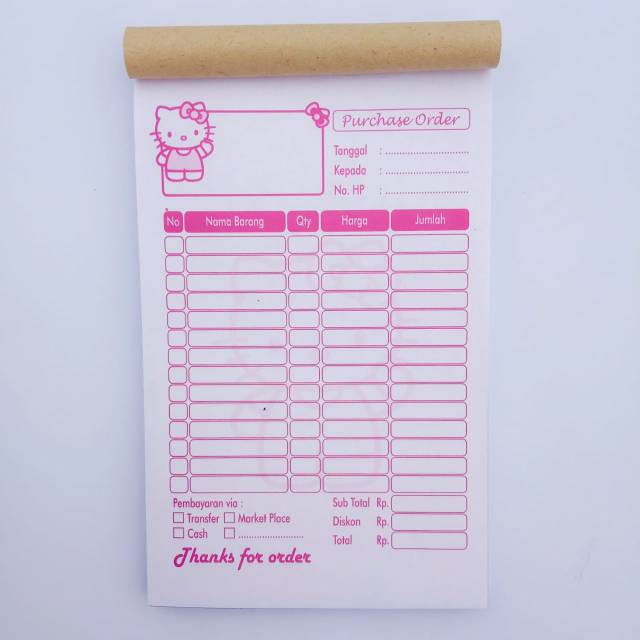 Purchase Order
Tanggal : ..............................
Kepada : ..............................
No. HP : ..............................
No Nama Barang Qty Harga Jumlah
Pembayaran via :
Transfer Market Place
Cash ..............................
Sub Total Rp.
Diskon Rp.
Total Rp.
Thanks for order